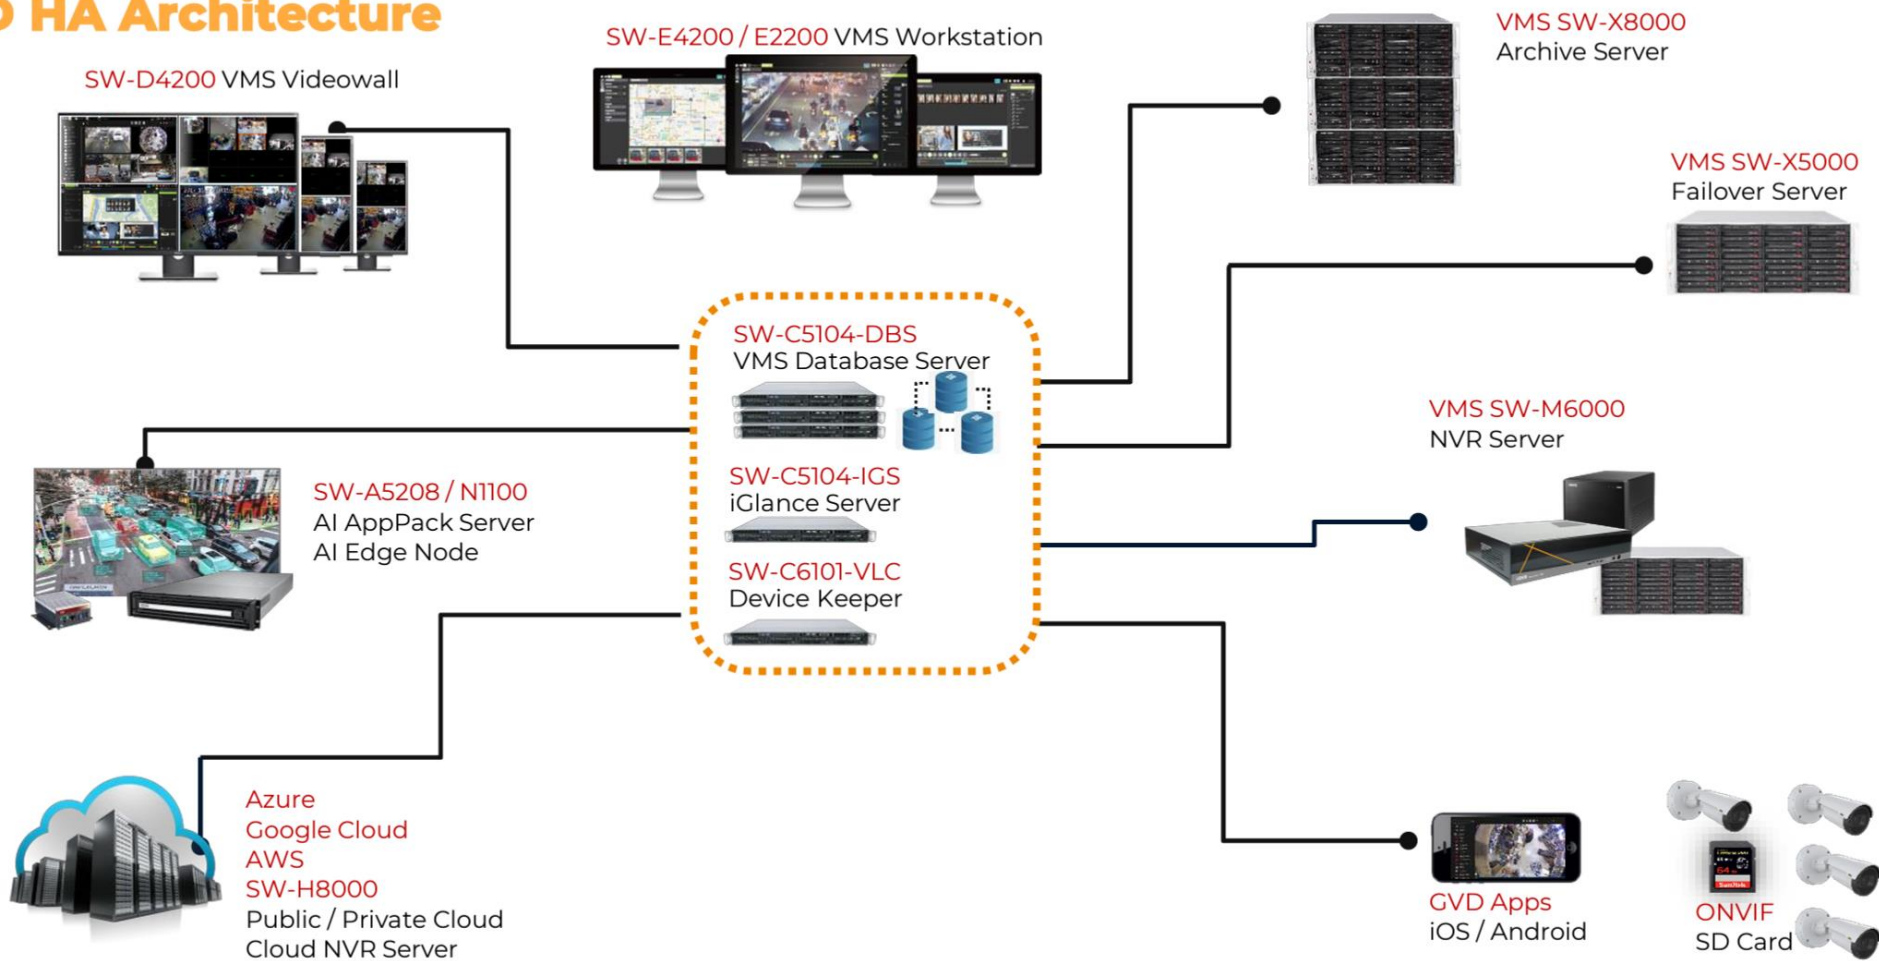 HA Architecture
SW-D4200 VMS Videowall
SW-E4200 / E2200 VMS Workstation
VMS SW-X8000
Archive Server
VMS SW-X5000
Failover Server
SW-C5104-DBS
VMS Database Server
SW-C5104-IGS
iGlance Server
SW-C6101-VLC
Device Keeper
VMS SW-M6000
NVR Server
SW-A5208 / N1100
AI AppPack Server
AI Edge Node
Azure
Google Cloud
AWS
SW-H8000
Public / Private Cloud
Cloud NVR Server
GVD Apps
iOS / Android
64
SanDisk
ONVIF
SD Card